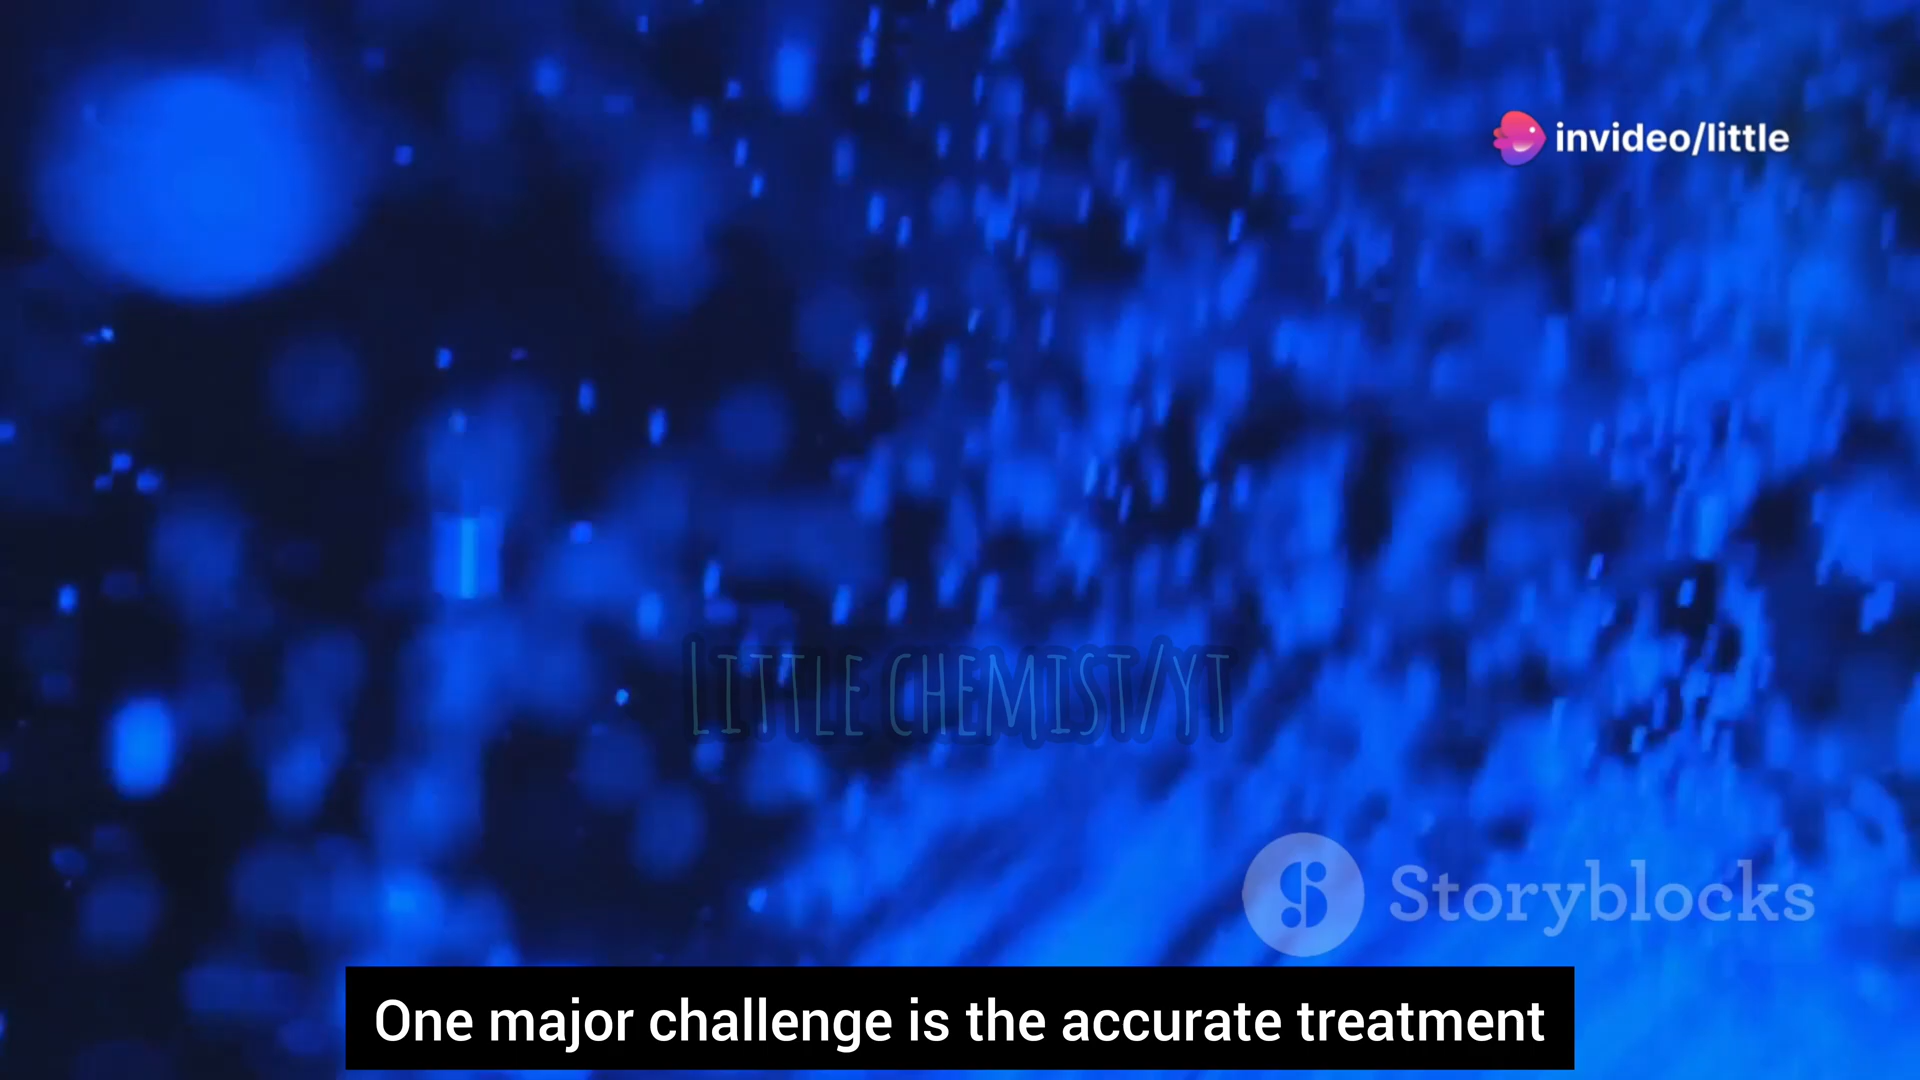 invideo/little
Little chemist/yt
Storyblocks
One major challenge is the accurate treatment